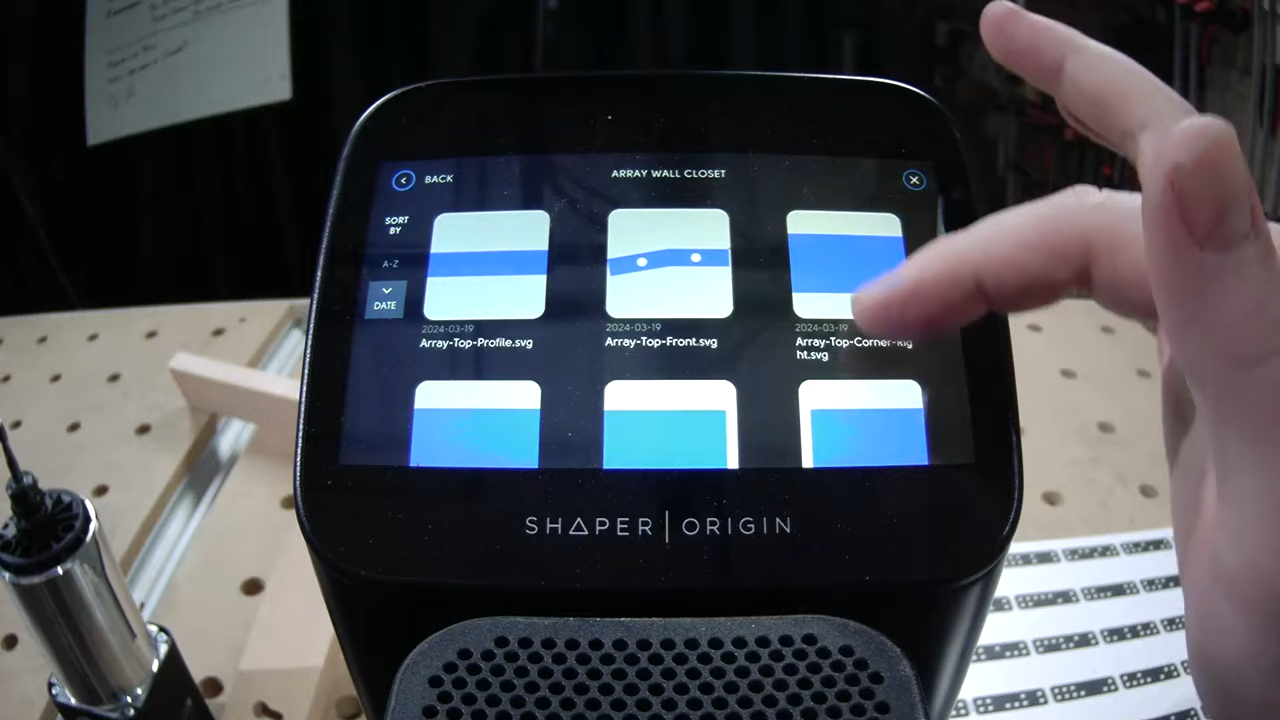 BACK
ARRAY WALL CLOSET
SORT
BY
A-Z
DATE
2024-03-19
Array-Top-Profile.svg
2024-03-19
Array-Top-Front.svg
2024-03-19
Array-Top-Corner-Rig
ht.svg
SHAPER | ORIGIN